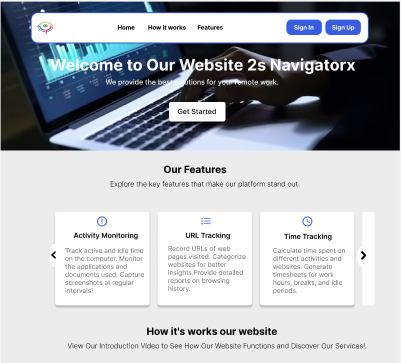 Home How it works Features Sign In Sign Up
Welcome to Our Website 2s Navigatorx
We provide the best solutions for your remote work.
Get Started
Our Features
Explore the key features that make our platform stand out.
Activity Monitoring
Track active and idle time
on the computer. Monitor
the applications and
documents used. Capture
screenshots at regular
intervals!
URL Tracking
Record URLs of web
pages visited. Categorize
websites for better
insights.Provide detailed
reports on browsing
history.
Time Tracking
Calculate time spent on
different activities and
websites. Generate
timesheets for work
hours, breaks, and idle
periods.
How it's works our website
View Our Introduction Video to See How Our Website Functions and Discover Our Services!.